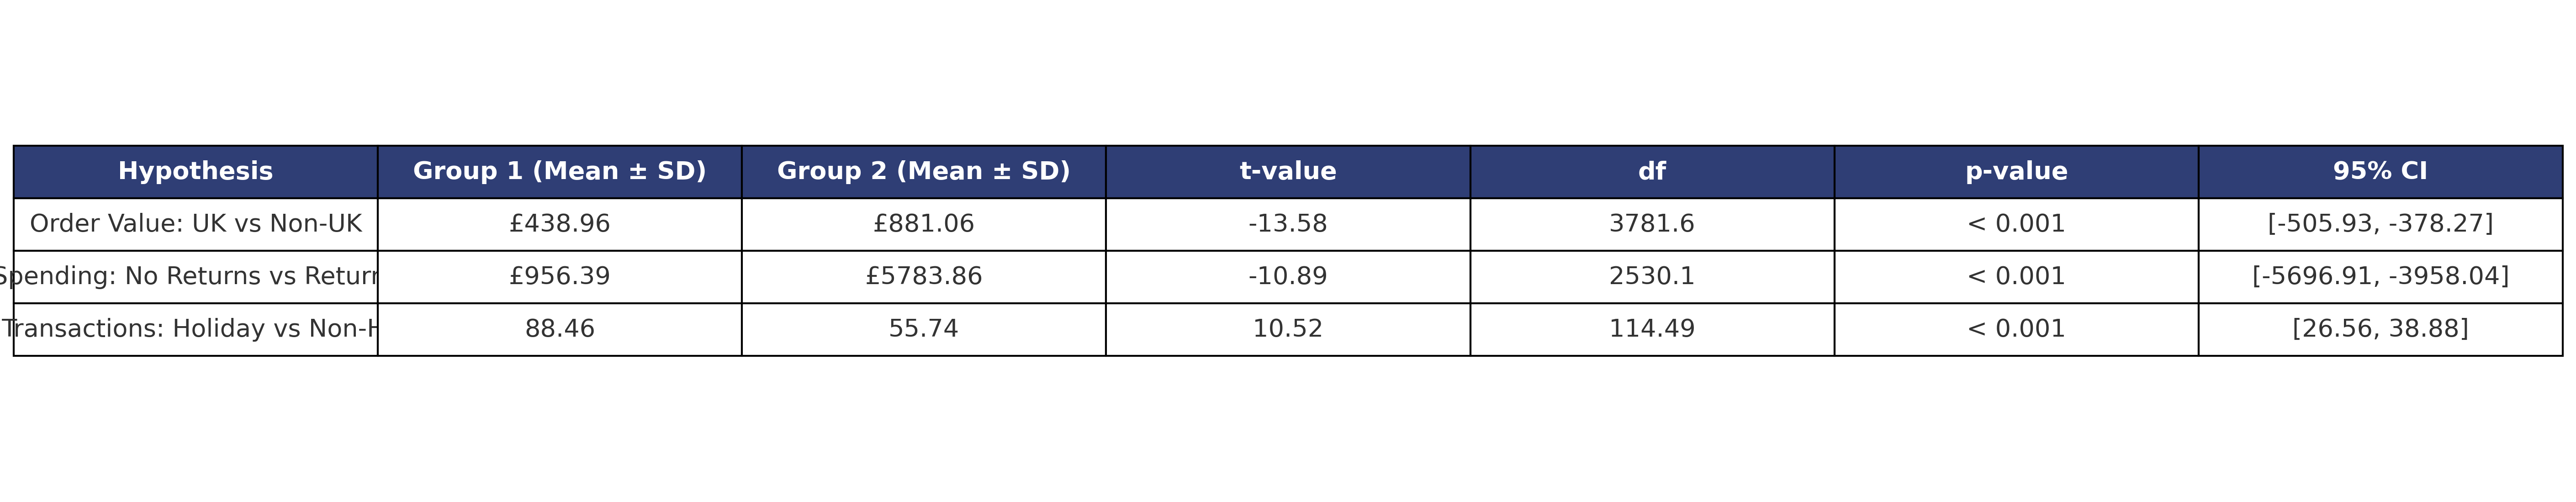 Hypothesis Group 1 (Mean ± SD) Group 2 (Mean ± SD) t-value df p-value 95% CI
Order Value: UK vs Non-UK £438.96 £881.06 -13.58 3781.6 < 0.001 [-505.93, -378.27]
Spending: No Returns vs Return £956.39 £5783.86 -10.89 2530.1 < 0.001 [-5696.91, -3958.04]
Transactions: Holiday vs Non-H 88.46 55.74 10.52 114.49 < 0.001 [26.56, 38.88]